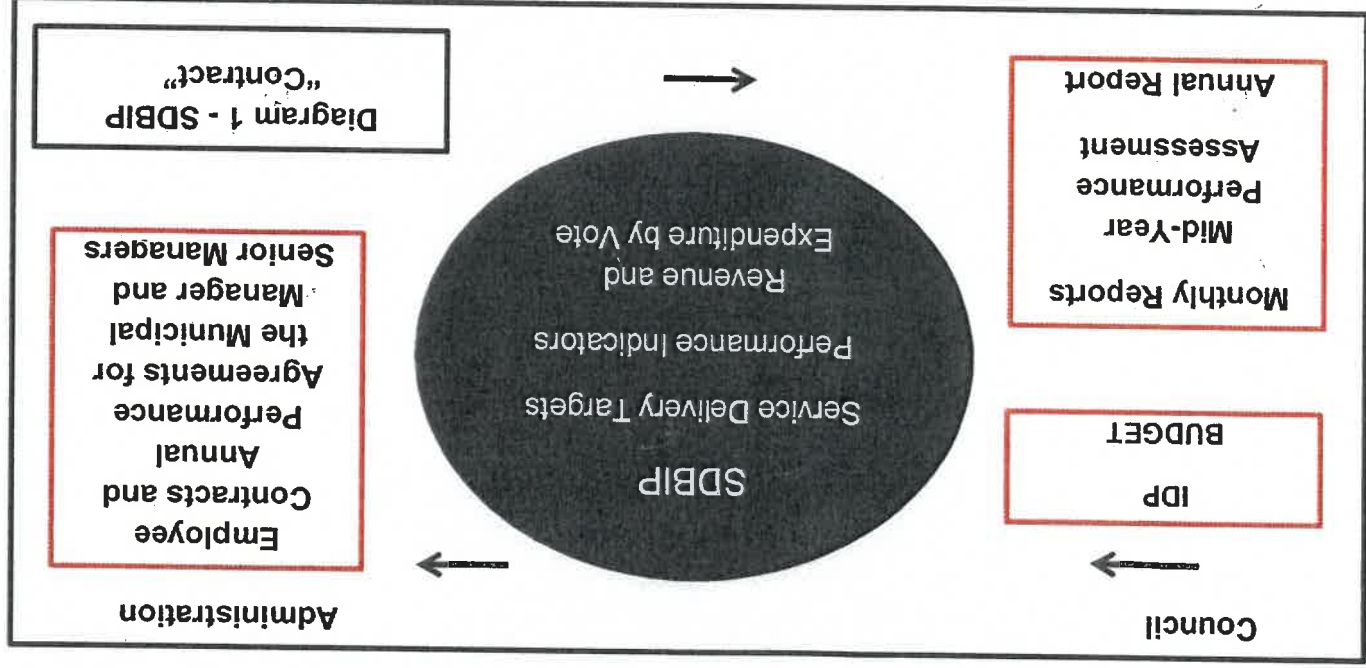 Council
Administration
IDP
BUDGET
Monthly Reports
Mid-Year
Performance
Assessment
Annual Report
SDBIP
Service Delivery Targets
Performance Indicators
Revenue and
Expenditure by Vote
Employee
Contracts and
Annual
Performance
Agreements for
the Municipal
Manager and
Senior Managers
Diagram 1 - SDBIP
“Contract”